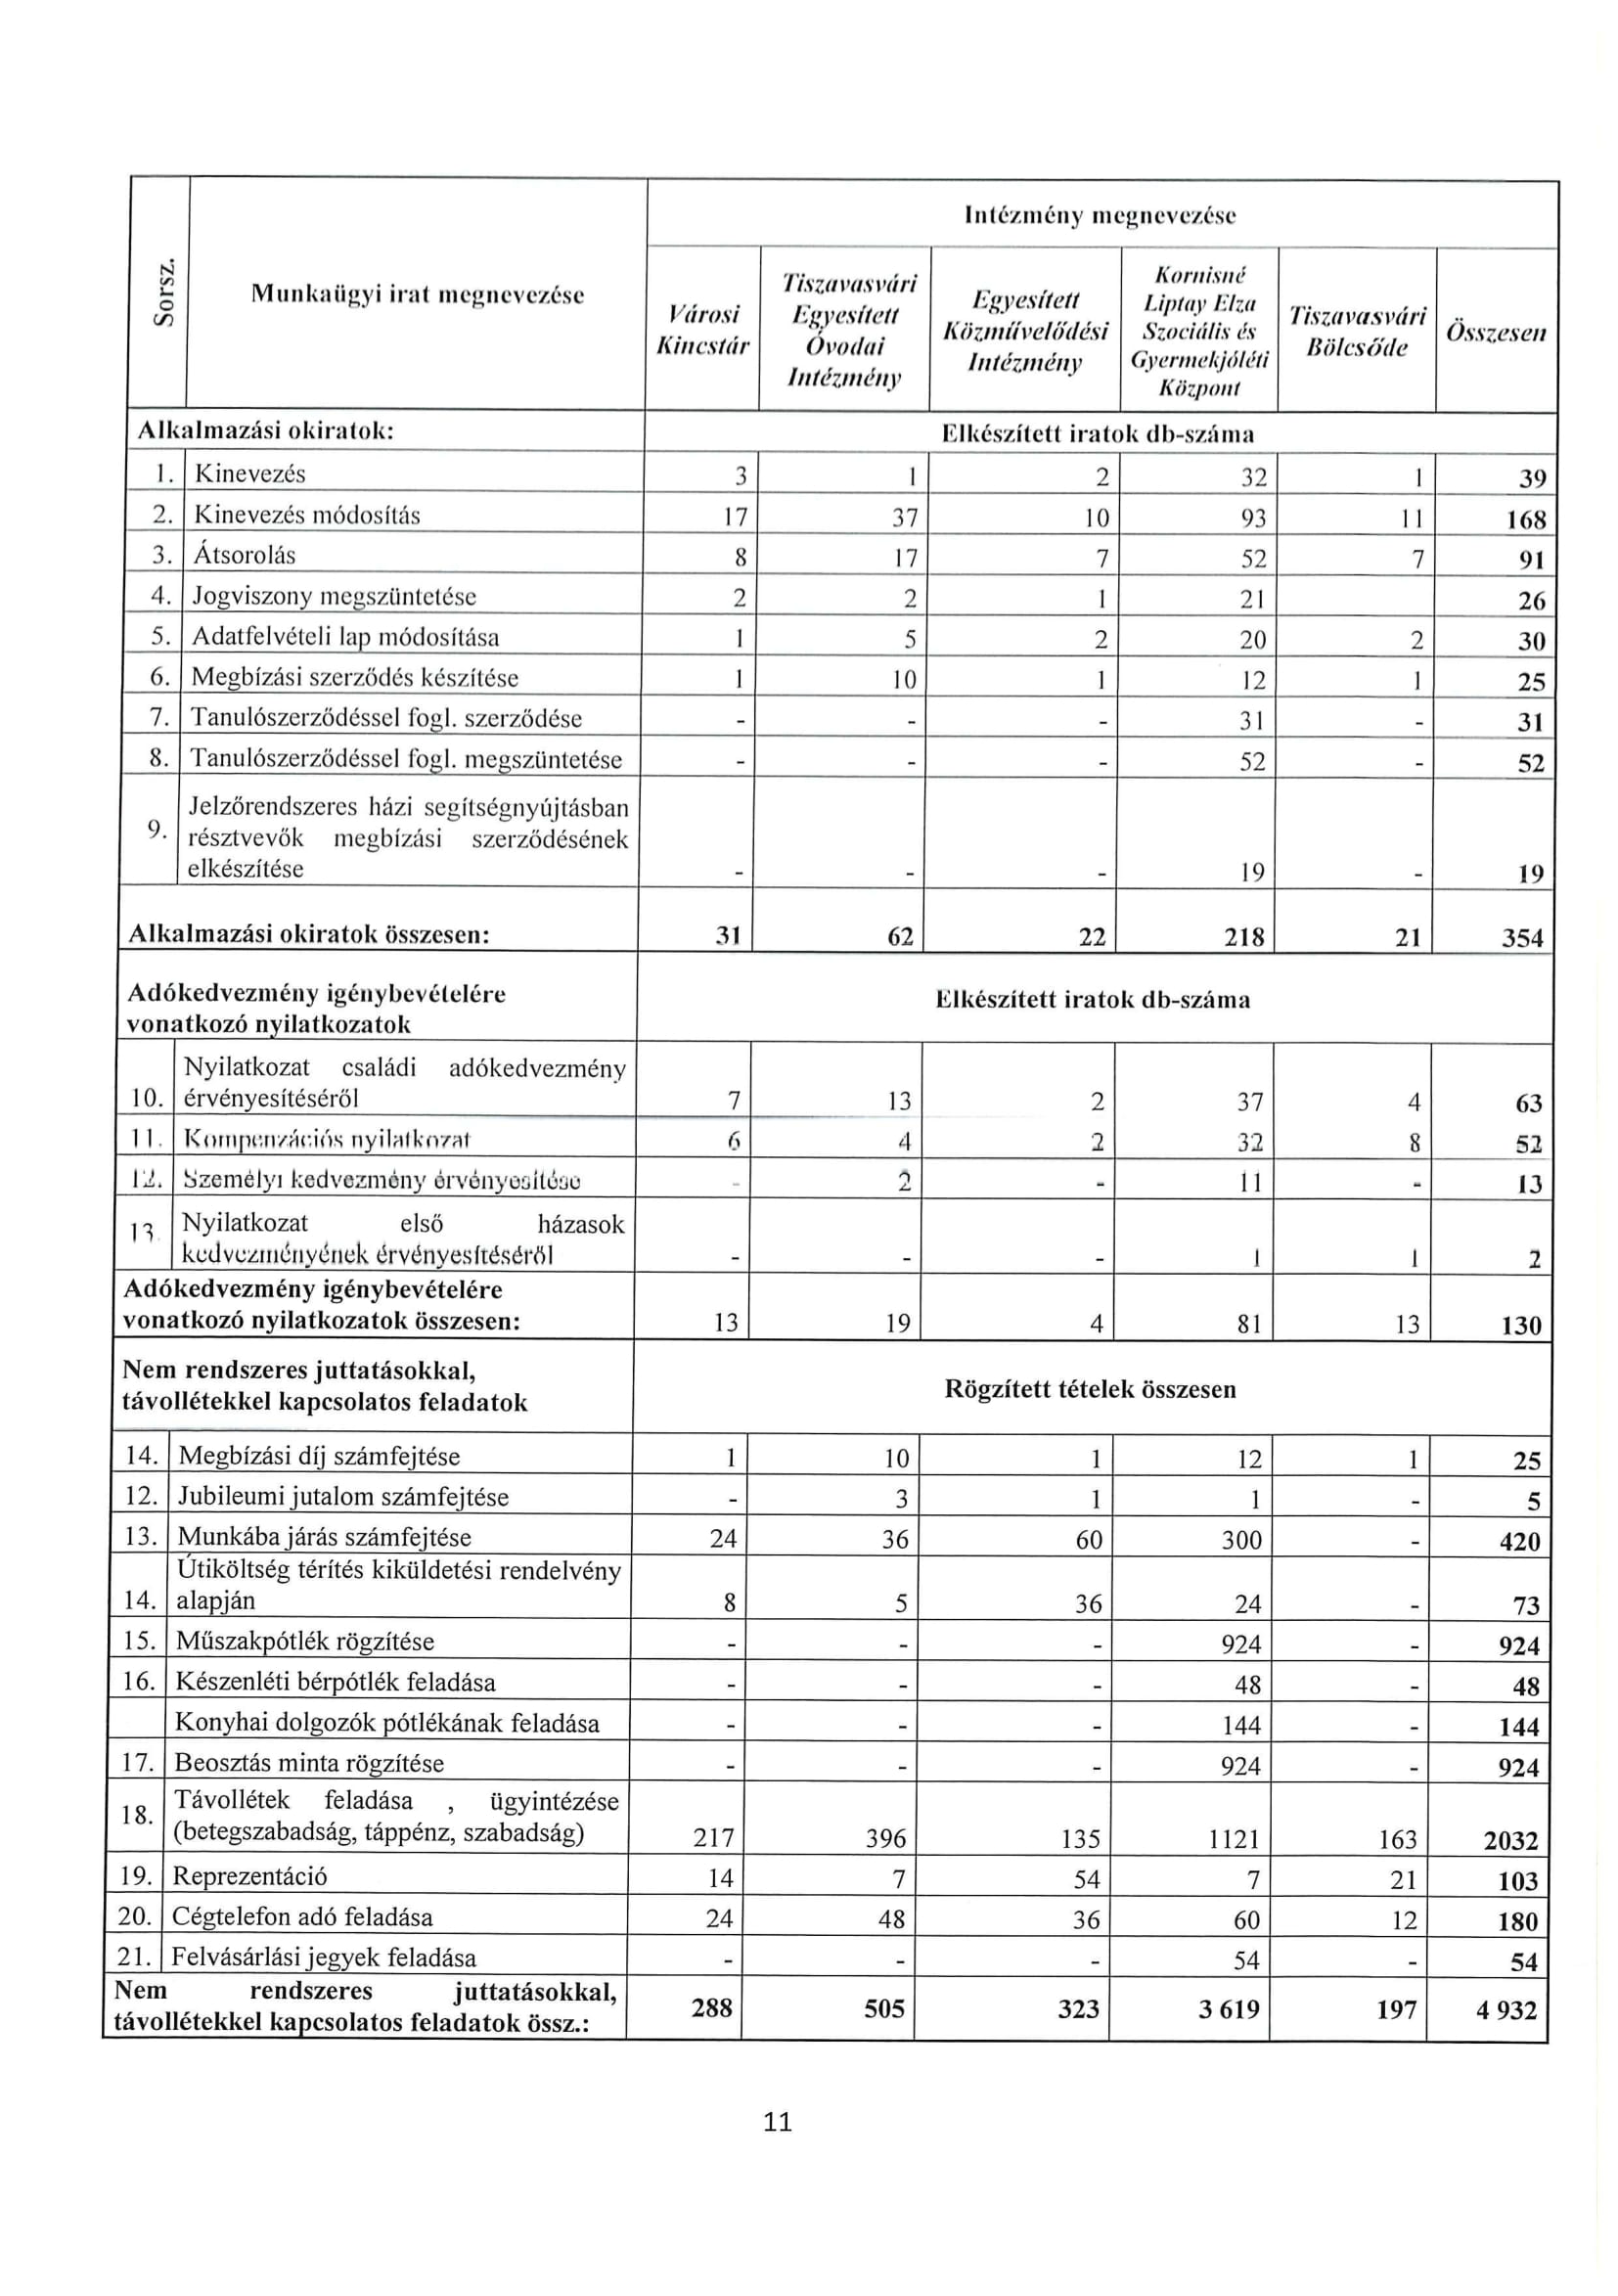 Sorsz.
Munkaügyi irat megnevezése
Intézmény megnevezése
Városi
Kincstár
Tiszavasvári
Egyesített
Óvodai
Intézmény
Egyesített
Közművelődési
Intézmény
Kornisné
Liptay Elza
Szociális és
Gyermekjóléti
Központ
Tiszavasvári
Bölcsőde
Összesen
Alkalmazási okiratok: Elkészített iratok db-száma
1. Kinevezés 3 1 2 32 1 39
2. Kinevezés módosítás 17 37 10 93 11 168
3. Átsorolás 8 17 7 52 7 91
4. Jogviszony megszüntetése 2 2 1 21 26
5. Adatfelvételi lap módosítása 1 5 2 20 2 30
6. Megbízási szerződés készítése 1 10 1 12 1 25
7. Tanulószerződéssel fogl. szerződése - - - 31 - 31
8. Tanulószerződéssel fogl. megszüntetése - - - 52 - 52
Jelzőrendszeres házi segítségnyújtásban
9. résztvevők megbízási szerződésének
elkészítése - - - 19 - 19
Alkalmazási okiratok összesen: 31 62 22 218 21 354
Adókedvezmény igénybevételére
vonatkozó nyilatkozatok
Elkészített iratok db-száma
Nyilatkozat családi adókedvezmény
10. érvényesítéséről 7 13 2 37 4 63
11. Kompenzációs nyilatkozat 6 4 2 32 8 52
12. Személyi kedvezmény érvényesítése - 2 - 11 - 13
13. Nyilatkozat első házasok
kedvezményének érvényesítéséről - - - 1 1 2
Adókedvezmény igénybevételére
vonatkozó nyilatkozatok összesen: 13 19 4 81 13 130
Nem rendszeres juttatásokkal,
távollétekkel kapcsolatos feladatok
Rögzített tételek összesen
14. Megbízási díj számfejtése 1 10 1 12 1 25
12. Jubileumi jutalom számfejtése - 3 1 1 - 5
13. Munkába járás számfejtése 24 36 60 300 - 420
Útiköltség térítés kiküldetési rendelvény
14. alapján 8 5 36 24 - 73
15. Műszakpótlék rögzítése - - - 924 - 924
16. Készenléti bérpótlék feladása - - - 48 - 48
Konyhai dolgozók pótlékának feladása - - - 144 - 144
17. Beosztás minta rögzítése - - - 924 - 924
18. Távollétek feladása , ügyintézése
(betegszabadság, táppénz, szabadság) 217 396 135 1121 163 2032
19. Reprezentáció 14 7 54 7 21 103
20. Cégtelefon adó feladása 24 48 36 60 12 180
21. Felvásárlási jegyek feladása - - - 54 - 54
Nem rendszeres juttatásokkal,
távollétekkel kapcsolatos feladatok össz.: 288 505 323 3 619 197 4 932
11